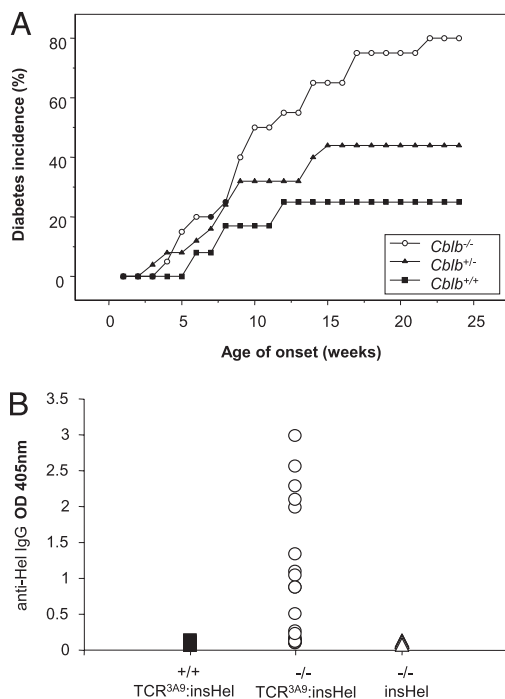 A
80
60
40
20
0
Diabetes incidence (%)
Cblb-/-
Cblb+/-
Cblb+/+
0 5 10 15 20 25
Age of onset (weeks)
B
3.5
3
2.5
2
1.5
1
0.5
0
anti-Hel IgG OD 405nm
+/+ -/- -/-
TCR3A9:insHel TCR3A9:insHel insHel